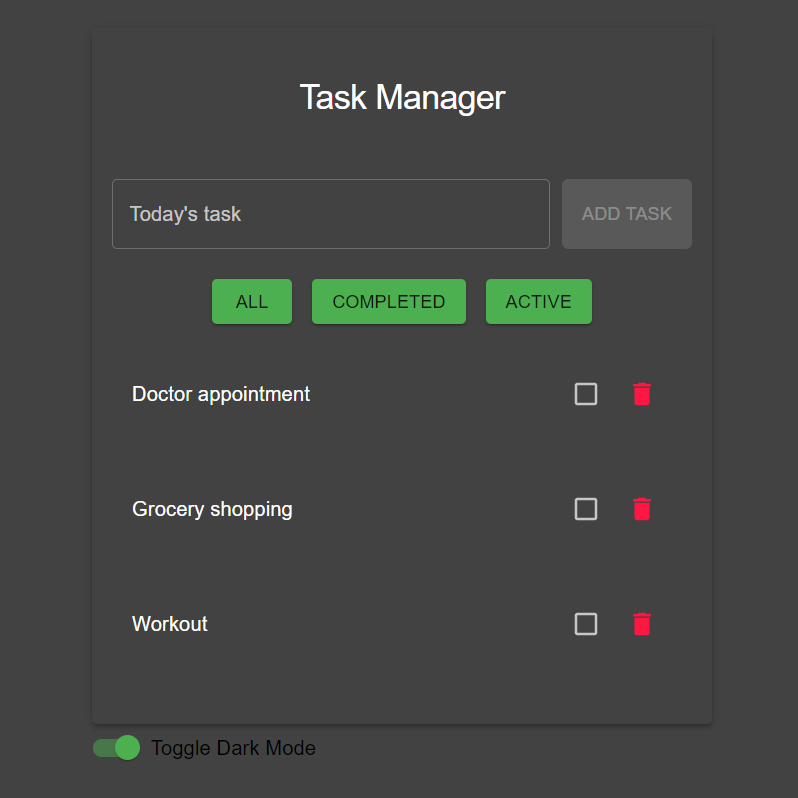 Task Manager
Today's task ADD TASK
ALL COMPLETED ACTIVE
Doctor appointment
Grocery shopping
Workout
Toggle Dark Mode